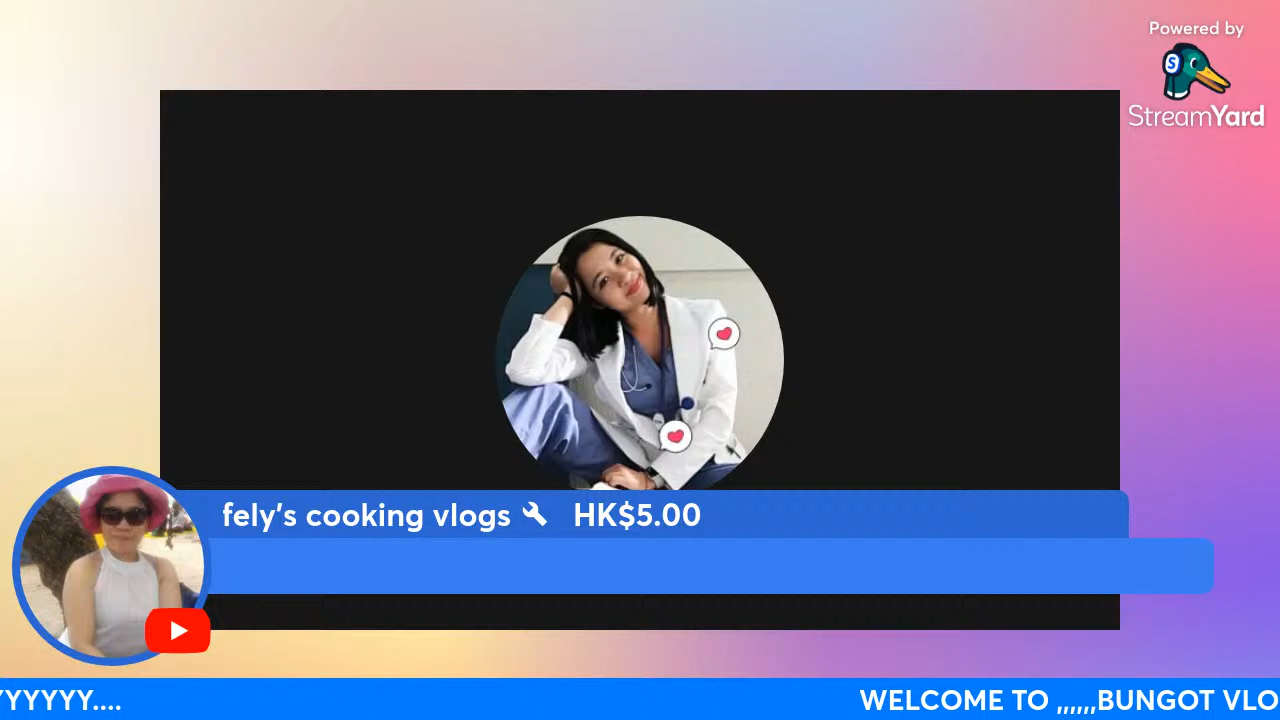 Powered by
StreamYard
fely's cooking vlogs HK$5.00
YYYYYY.... WELCOME TO ,,,,,,BUNGOT VLO